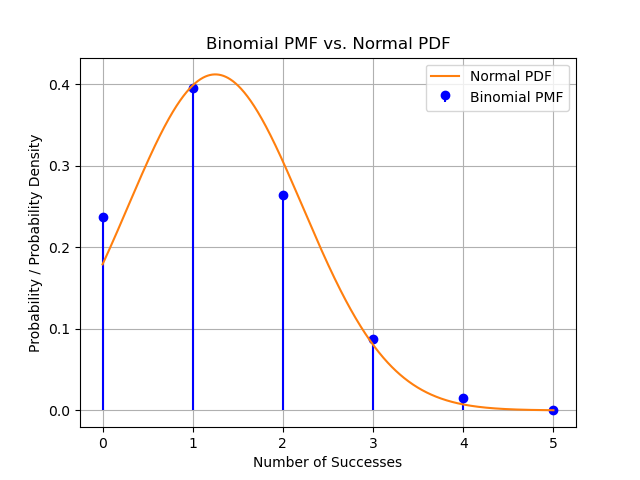 Binomial PMF vs. Normal PDF
Normal PDF
Binomial PMF
Probability / Probability Density
0.4
0.3
0.2
0.1
0.0
0 1 2 3 4 5
Number of Successes